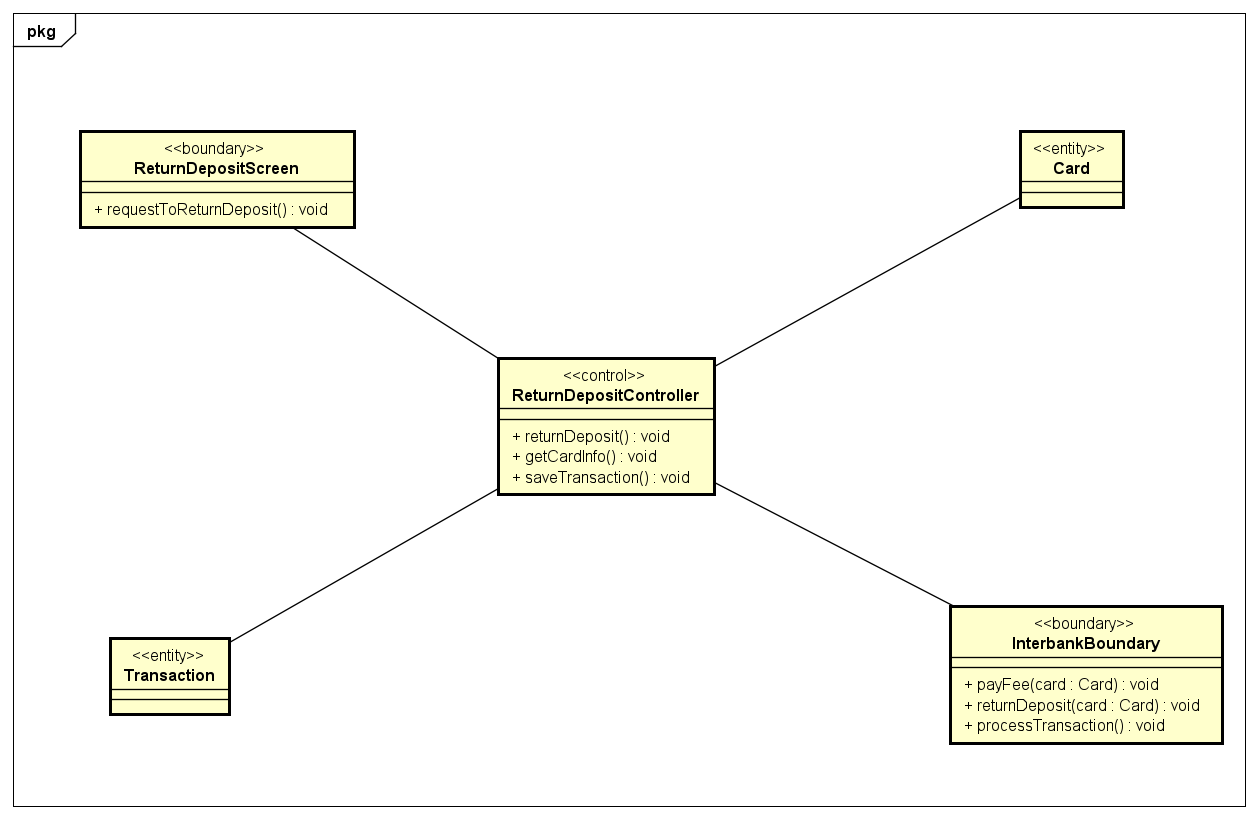 pkg
<<boundary>>
ReturnDepositScreen
+ requestToReturnDeposit() : void
<<entity>>
Card
<<control>>
ReturnDepositController
+ returnDeposit() : void
+ getCardInfo() : void
+ saveTransaction() : void
<<entity>>
Transaction
<<boundary>>
InterbankBoundary
+ payFee(card : Card) : void
+ returnDeposit(card : Card) : void
+ processTransaction() : void